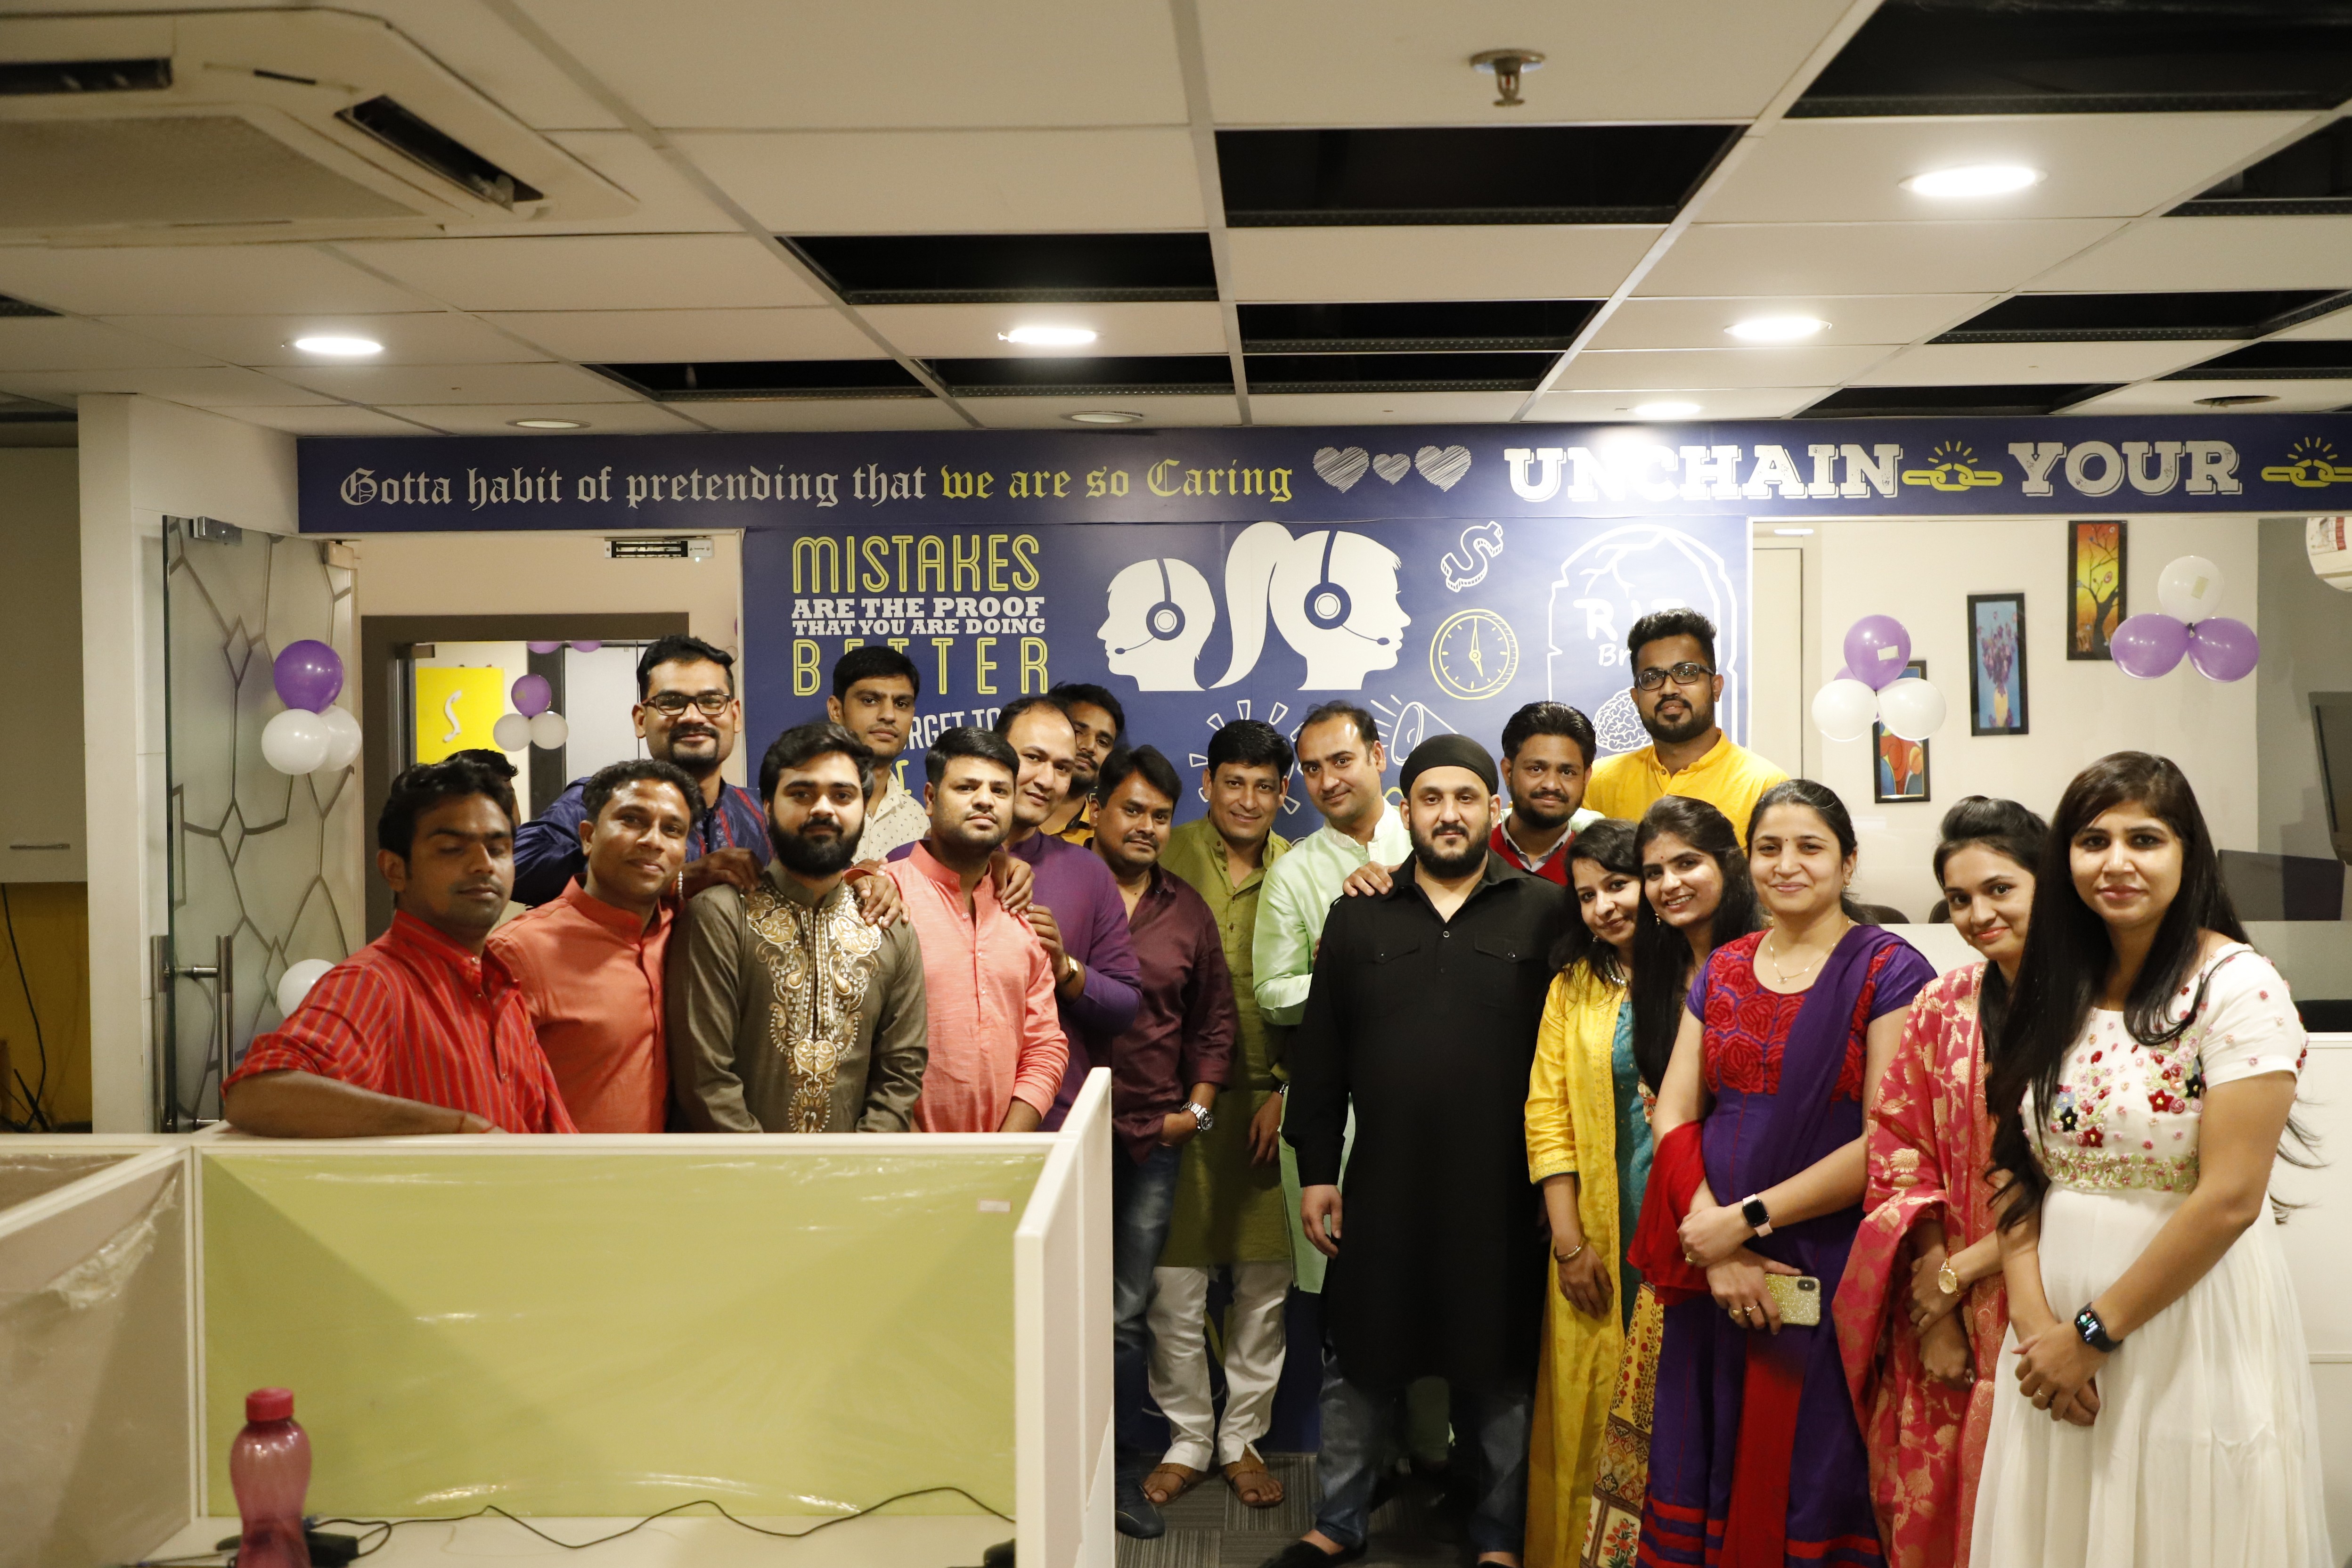 Gotta habit of pretending that we are so Caring
UNCHAIN YOUR
MISTAKES
ARE THE PROOF
THAT YOU ARE DOING
BETTER